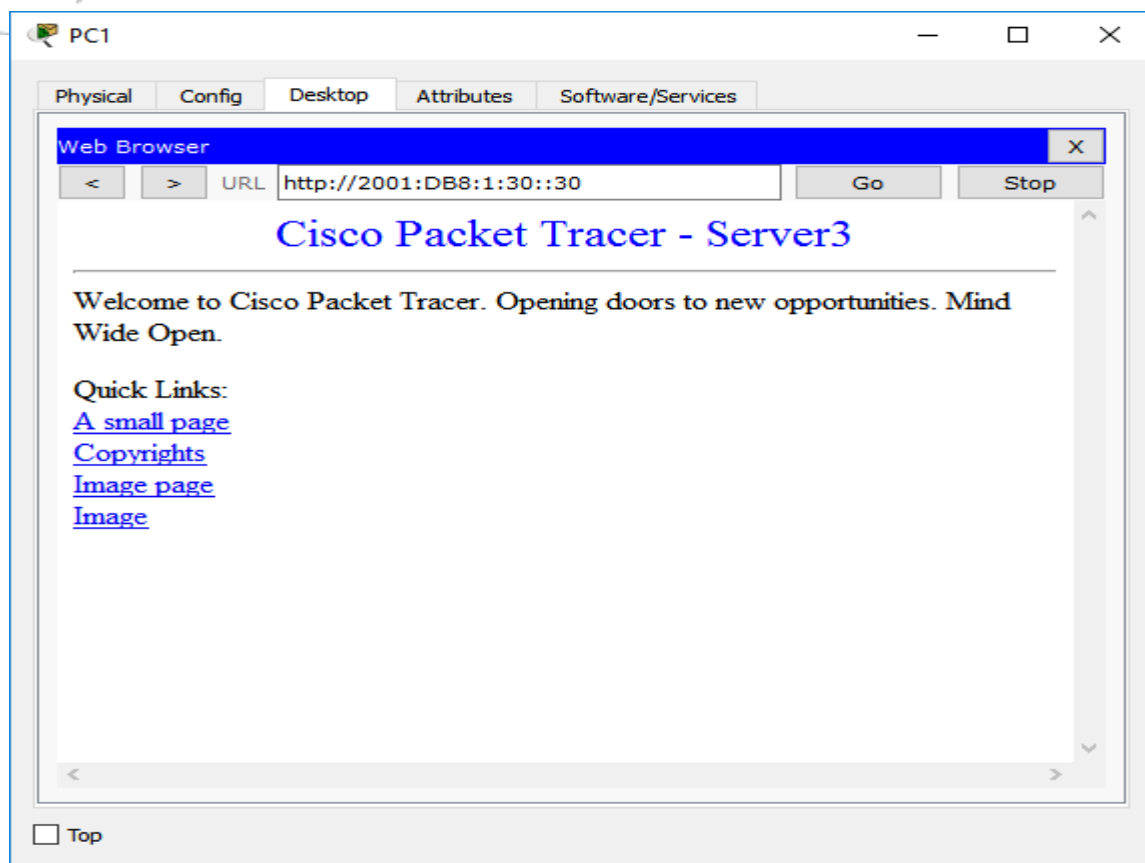 PC1
Physical Config Desktop Attributes Software/Services
Web Browser X
< > URL http://2001:DB8:1:30::30 Go Stop
Cisco Packet Tracer - Server3
Welcome to Cisco Packet Tracer. Opening doors to new opportunities. Mind
Wide Open.
Quick Links:
A small page
Copyrights
Image page
Image
Top